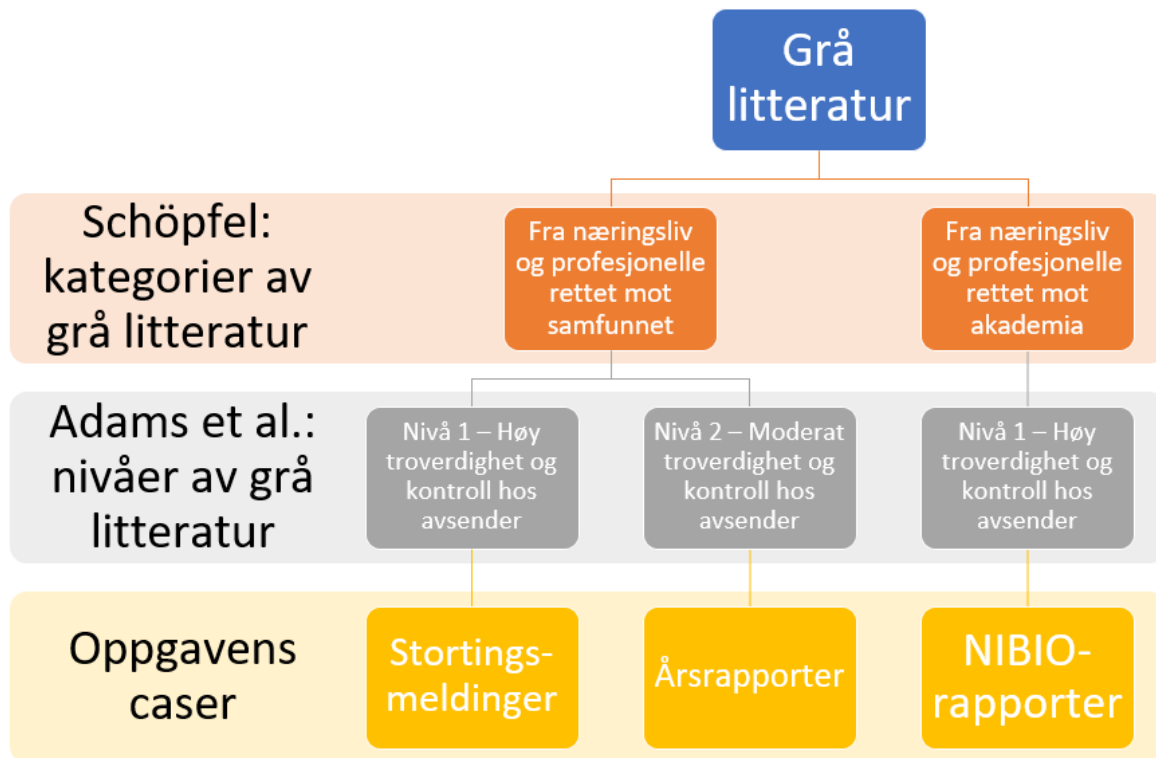 Grå
litteratur
Schöpfel:
kategorier av
grå litteratur
Fra næringsliv
og profesjonelle
rettet mot
samfunnet
Fra næringsliv
og profesjonelle
rettet mot
akademia
Adams et al.:
nivåer av grå
litteratur
Nivå 1 – Høy
troverdighet og
kontroll hos
avsender
Nivå 2 – Moderat
troverdighet og
kontroll hos
avsender
Nivå 1 – Høy
troverdighet og
kontroll hos
avsender
Oppgavens
caser
Stortings-
meldinger
Årsrapporter
NIBIO-
rapporter